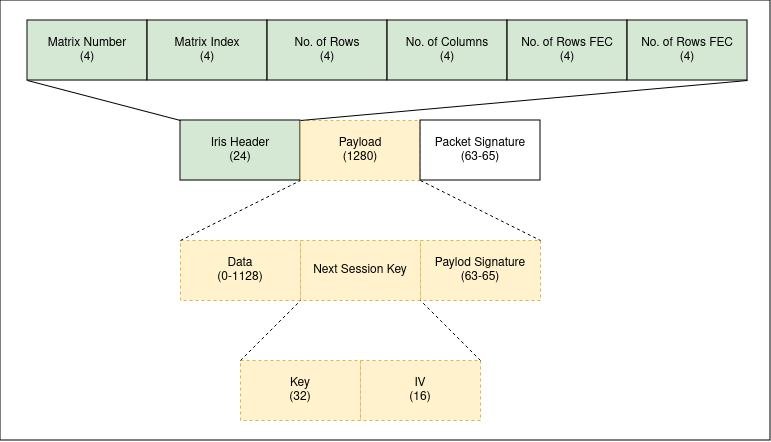 Matrix Number
(4)
Matrix Index
(4)
No. of Rows
(4)
No. of Columns
(4)
No. of Rows FEC
(4)
No. of Rows FEC
(4)
Iris Header
(24)
Payload
(1280)
Packet Signature
(63-65)
Data
(0-1128)
Next Session Key
Paylod Signature
(63-65)
Key
(32)
IV
(16)